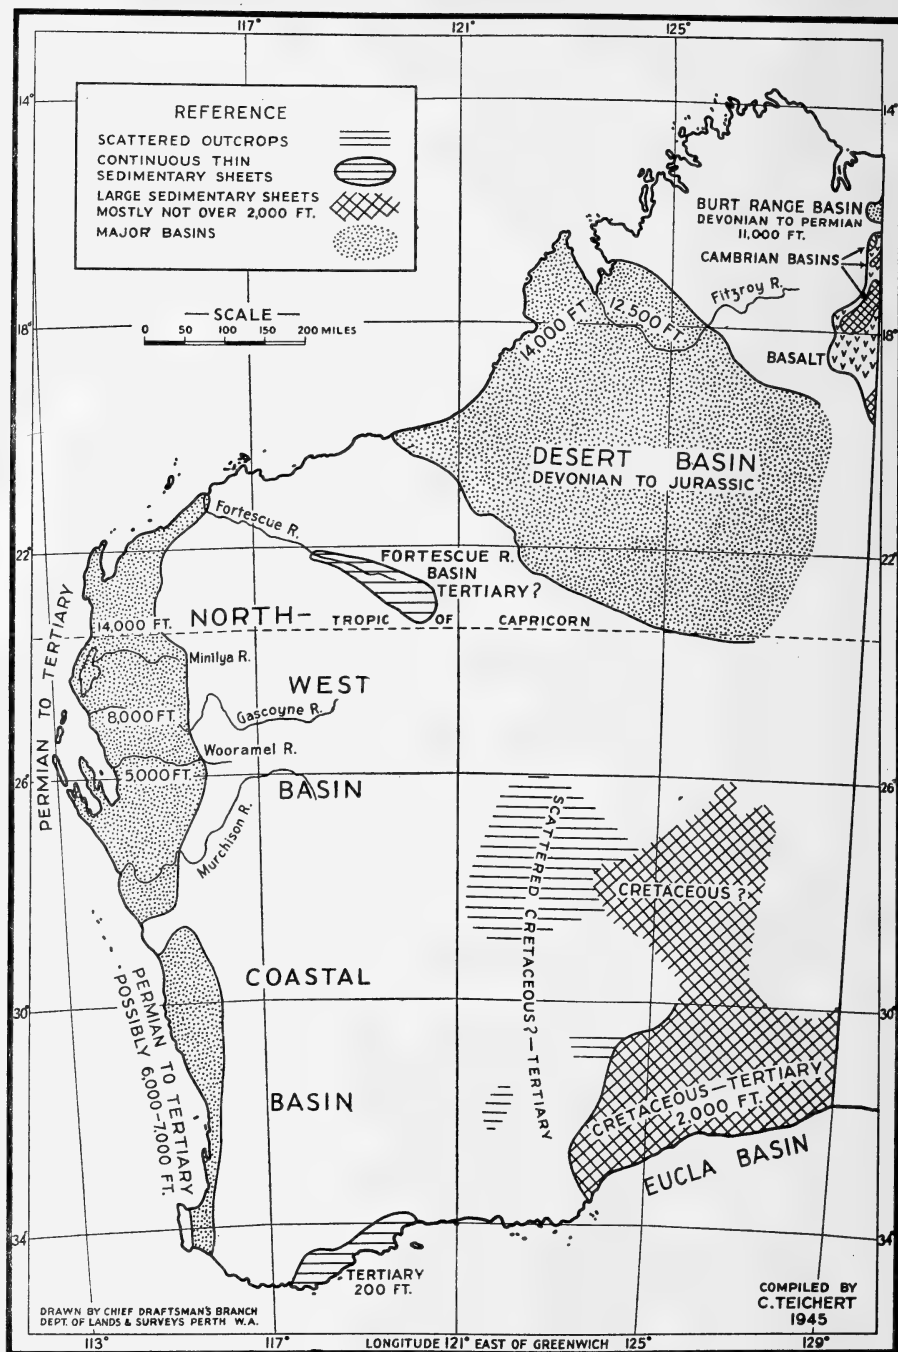 117° 121° 125°
14° 14°
REFERENCE
SCATTERED OUTCROPS
CONTINUOUS THIN
SEDIMENTARY SHEETS
LARGE SEDIMENTARY SHEETS
MOSTLY NOT OVER 2,000 FT.
MAJOR BASINS
BURT RANGE BASIN
DEVONIAN TO PERMIAN
11,000 FT.
CAMBRIAN BASINS
Fitzroy R.
12,500 FT.
14,000 FT.
SCALE
0 50 100 150 200 MILES
18° 18°
BASALT
DESERT BASIN
DEVONIAN TO JURASSIC
Fortescue R.
22° 22°
FORTESCUE R.
BASIN
TERTIARY?
14,000 FT.
NORTH-
TROPIC OF CAPRICORN
PERMIAN TO TERTIARY
Minilya R.
WEST
8,000 FT.
Gascoyne R.
Wooramel R.
5,000 FT.
26° 26°
BASIN
Murchison R.
SCATTERED CRETACEOUS?-TERTIARY
CRETACEOUS ?
COASTAL
30° 30°
PERMIAN TO TERTIARY
POSSIBLY 6,000-7,000 FT.
BASIN
CRETACEOUS-TERTIARY
2,000 FT.
EUCLA BASIN
34° 34°
TERTIARY
200 FT.
COMPILED BY
C. TEICHERT
1945
DRAWN BY CHIEF DRAFTSMAN'S BRANCH
DEPT. OF LANDS & SURVEYS PERTH W.A.
113° 117° LONGITUDE 121° EAST OF GREENWICH 125° 129°